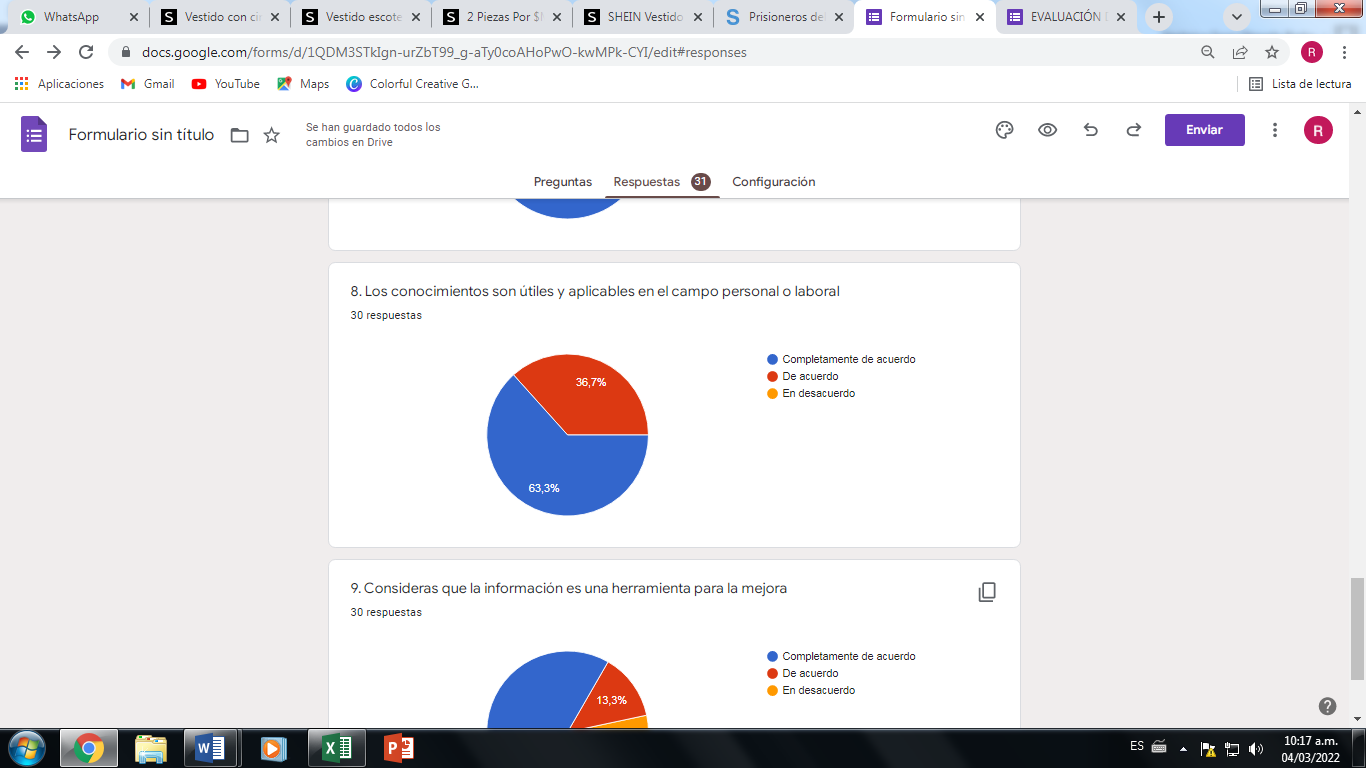 WhatsApp
Vestido con cin
Vestido escote
2 Piezas Por $
SHEIN Vestido
Prisioneros de
Formulario sin
EVALUACIÓN
docs.google.com/forms/d/1QDM3STkIgn-urZbT99_g-aTy0coAHoPwO-kwMPk-CYI/edit#responses
R
Aplicaciones
Gmail
YouTube
Maps
Colorful Creative G...
Lista de lectura
Formulario sin título
Se han guardado todos los
cambios en Drive
Enviar
R
Preguntas
Respuestas 31
Configuración
8. Los conocimientos son útiles y aplicables en el campo personal o laboral
30 respuestas
Completamente de acuerdo
De acuerdo
En desacuerdo
36,7%
63,3%
9. Consideras que la información es una herramienta para la mejora
30 respuestas
Completamente de acuerdo
De acuerdo
En desacuerdo
13,3%
ES
10:17 a.m.
04/03/2022